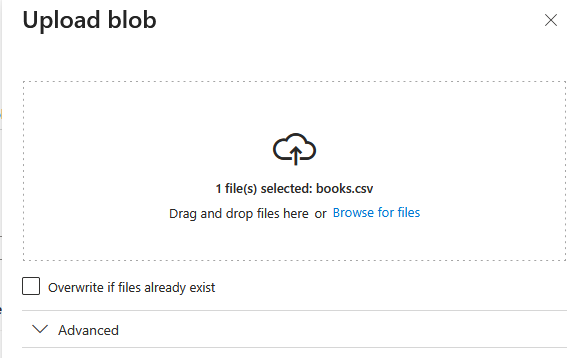 Upload blob
1 file(s) selected: books.csv
Drag and drop files here or Browse for files
Overwrite if files already exist
Advanced